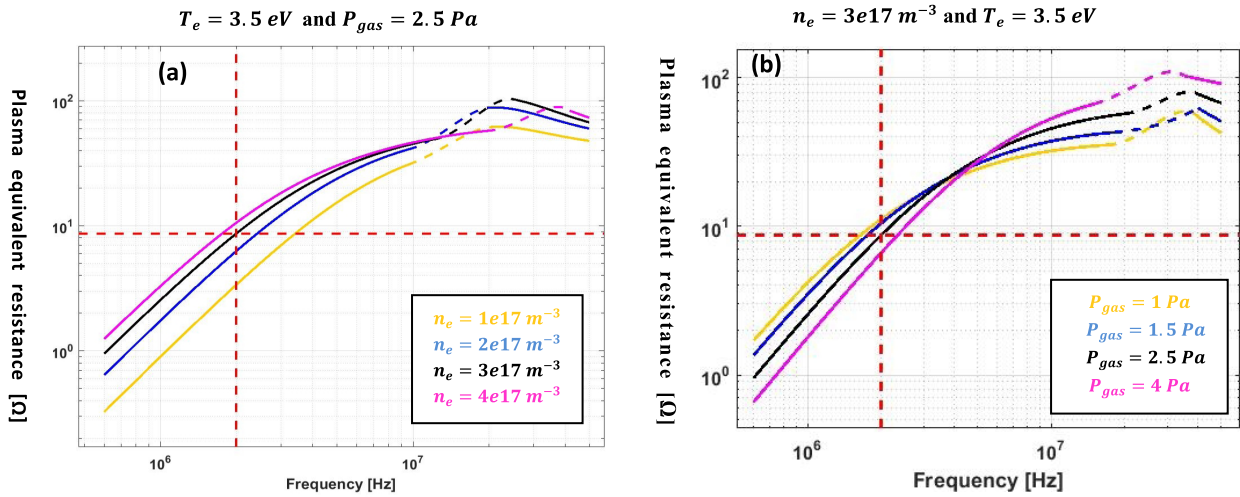 T_e = 3.5 eV and P_gas = 2.5 Pa
(a)
Plasma equivalent resistance [Ω]
10^2
10^1
10^0
10^6
10^7
Frequency [Hz]
n_e = 1e17 m^-3
n_e = 2e17 m^-3
n_e = 3e17 m^-3
n_e = 4e17 m^-3
n_e = 3e17 m^-3 and T_e = 3.5 eV
(b)
Plasma equivalent resistance [Ω]
10^2
10^1
10^0
10^6
10^7
Frequency [Hz]
P_gas = 1 Pa
P_gas = 1.5 Pa
P_gas = 2.5 Pa
P_gas = 4 Pa